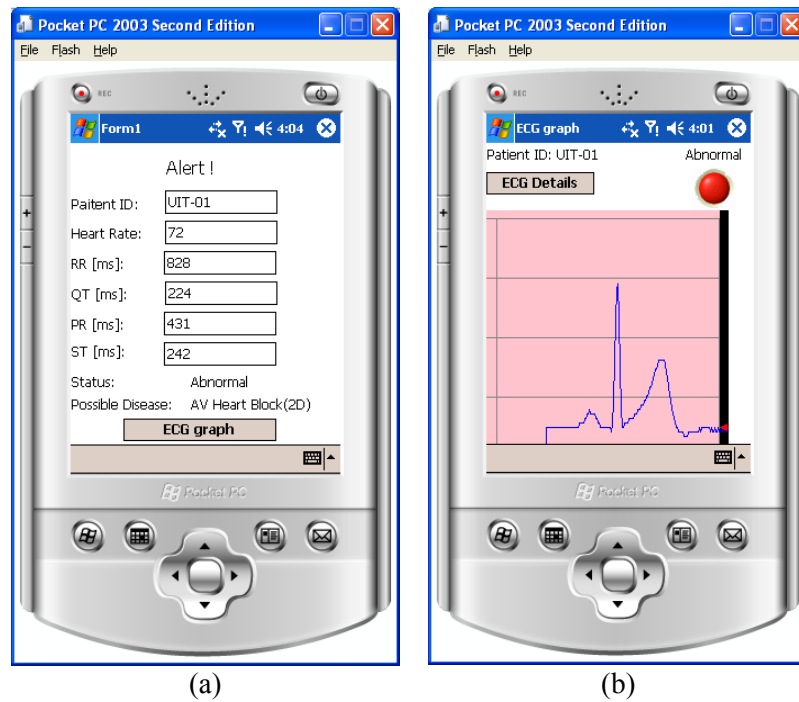 Pocket PC 2003 Second Edition
File Flash Help
REC
Form1 4:04
Alert !
Paitent ID: UIT-01
Heart Rate: 72
RR [ms]: 828
QT [ms]: 224
PR [ms]: 431
ST [ms]: 242
Status: Abnormal
Possible Disease: AV Heart Block(2D)
ECG graph
Pocket PC
(a)
Pocket PC 2003 Second Edition
File Flash Help
REC
ECG graph 4:01
Patient ID: UIT-01 Abnormal
ECG Details
Pocket PC
(b)